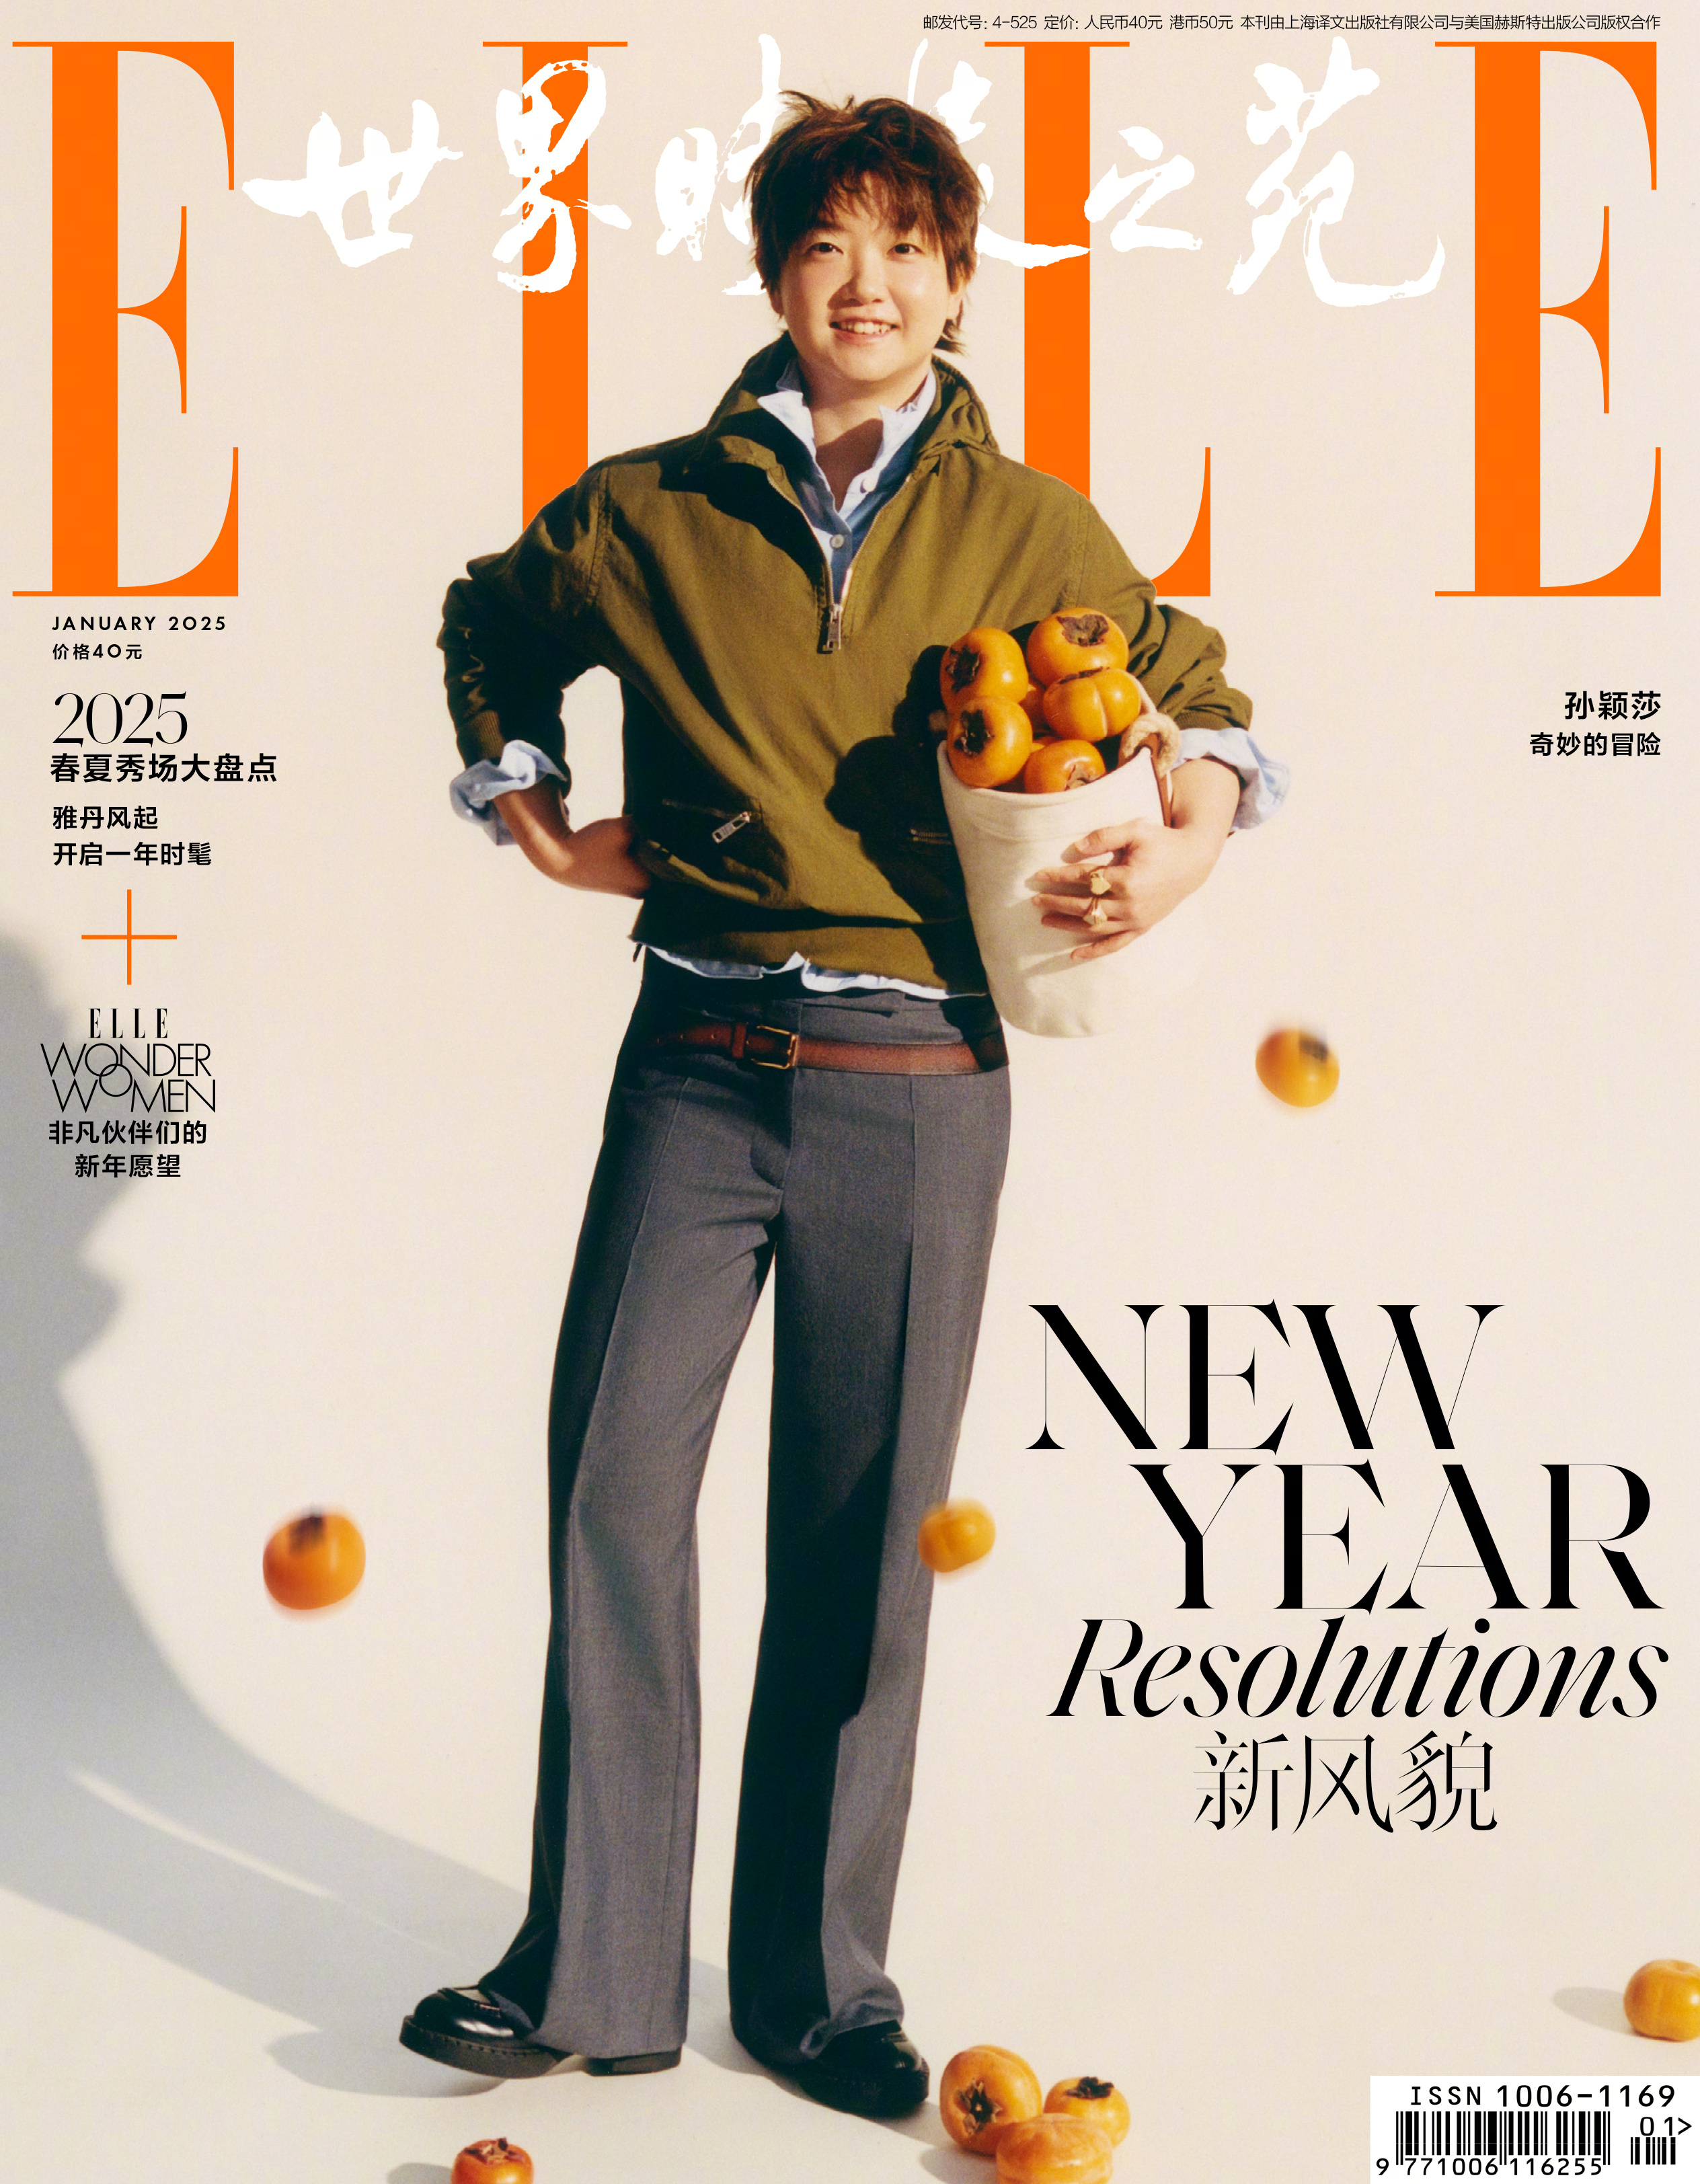 邮发代号：4-525 定价：人民币40元 港币50元 本刊由上海译文出版社有限公司与美国赫斯特出版公司版权合作
ELLE
世界时装之苑
JANUARY 2025
价格40元
2025
春夏秀场大盘点
雅丹风起
开启一年时髦
+
ELLE
WONDER
WOMEN
非凡伙伴们的
新年愿望
孙颖莎
奇妙的冒险
NEW
YEAR
Resolutions
新风貌
ISSN 1006-1169
01>
9 771006 116255